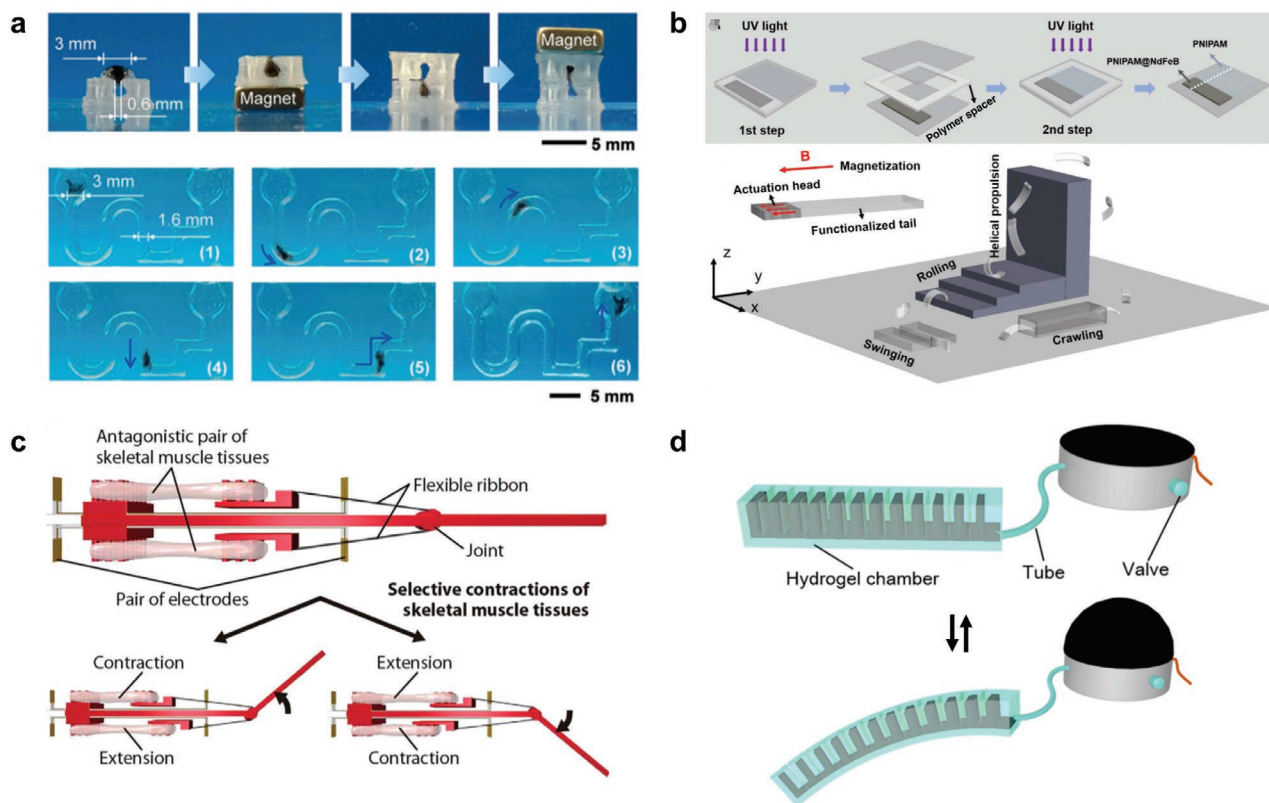 a
3 mm
0.6 mm
Magnet
Magnet
5 mm
3 mm
1.6 mm
(1)
(2)
(3)
(4)
(5)
(6)
5 mm
b
UV light
UV light
PNIPAM
PNIPAM@NdFeB
Polymer spacer
1st step
2nd step
B
Magnetization
Actuation head
Functionalized tail
Helical propulsion
Rolling
z
y
x
Swinging
Crawling
c
Antagonistic pair of
skeletal muscle tissues
Flexible ribbon
Joint
Pair of electrodes
Selective contractions of
skeletal muscle tissues
Contraction
Extension
Extension
Contraction
d
Hydrogel chamber
Tube
Valve